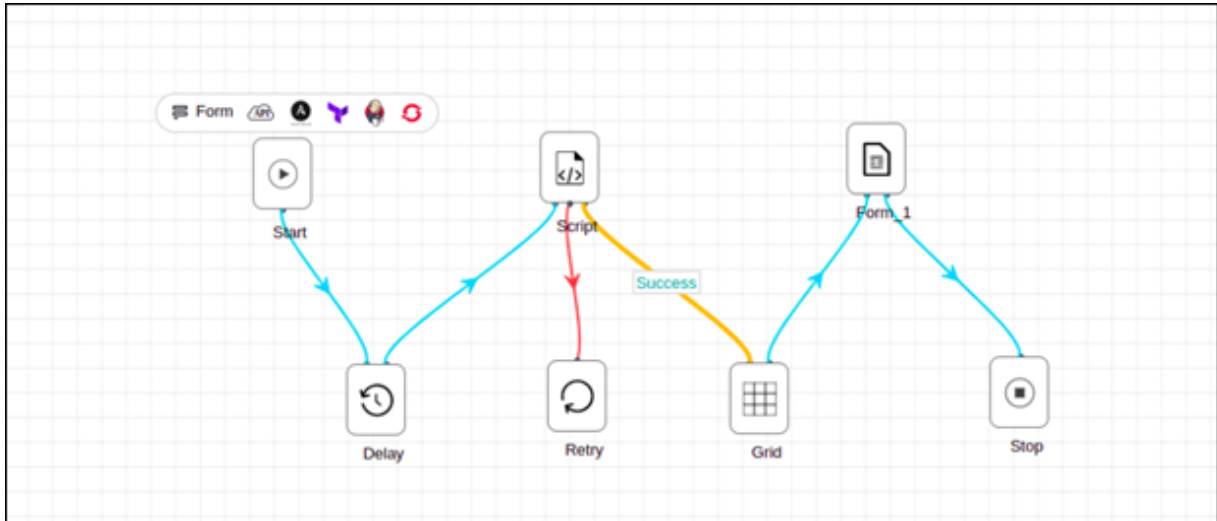 Form API A
Start
Script
Form_1
Success
Delay
Retry
Grid
Stop